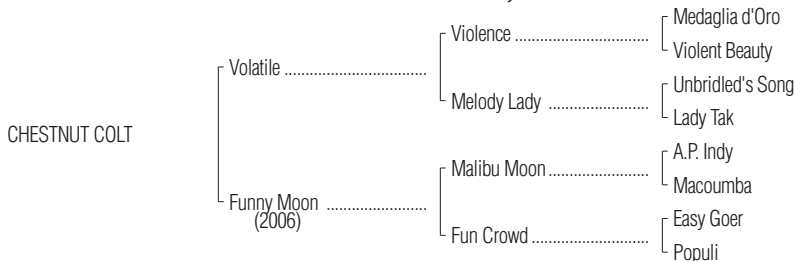 Medaglia d'Oro
Violence ....................................
Violent Beauty
Volatile ......................................
Unbridled's Song
Melody Lady ...........................
Lady Tak
CHESTNUT COLT
A.P. Indy
Malibu Moon ............................
Macoumba
Funny Moon ...........................
(2006)
Easy Goer
Fun Crowd ................................
Populi